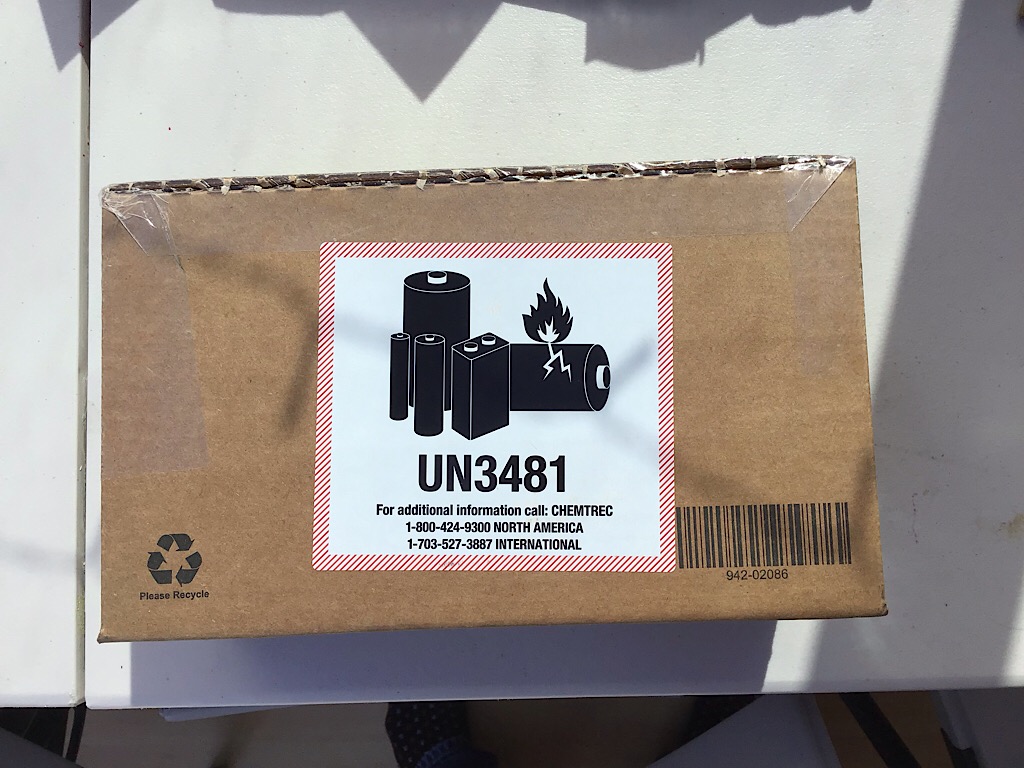 UN3481
For additional information call: CHEMTREC
1-800-424-9300 NORTH AMERICA
1-703-527-3887 INTERNATIONAL
Please Recycle
942-02086